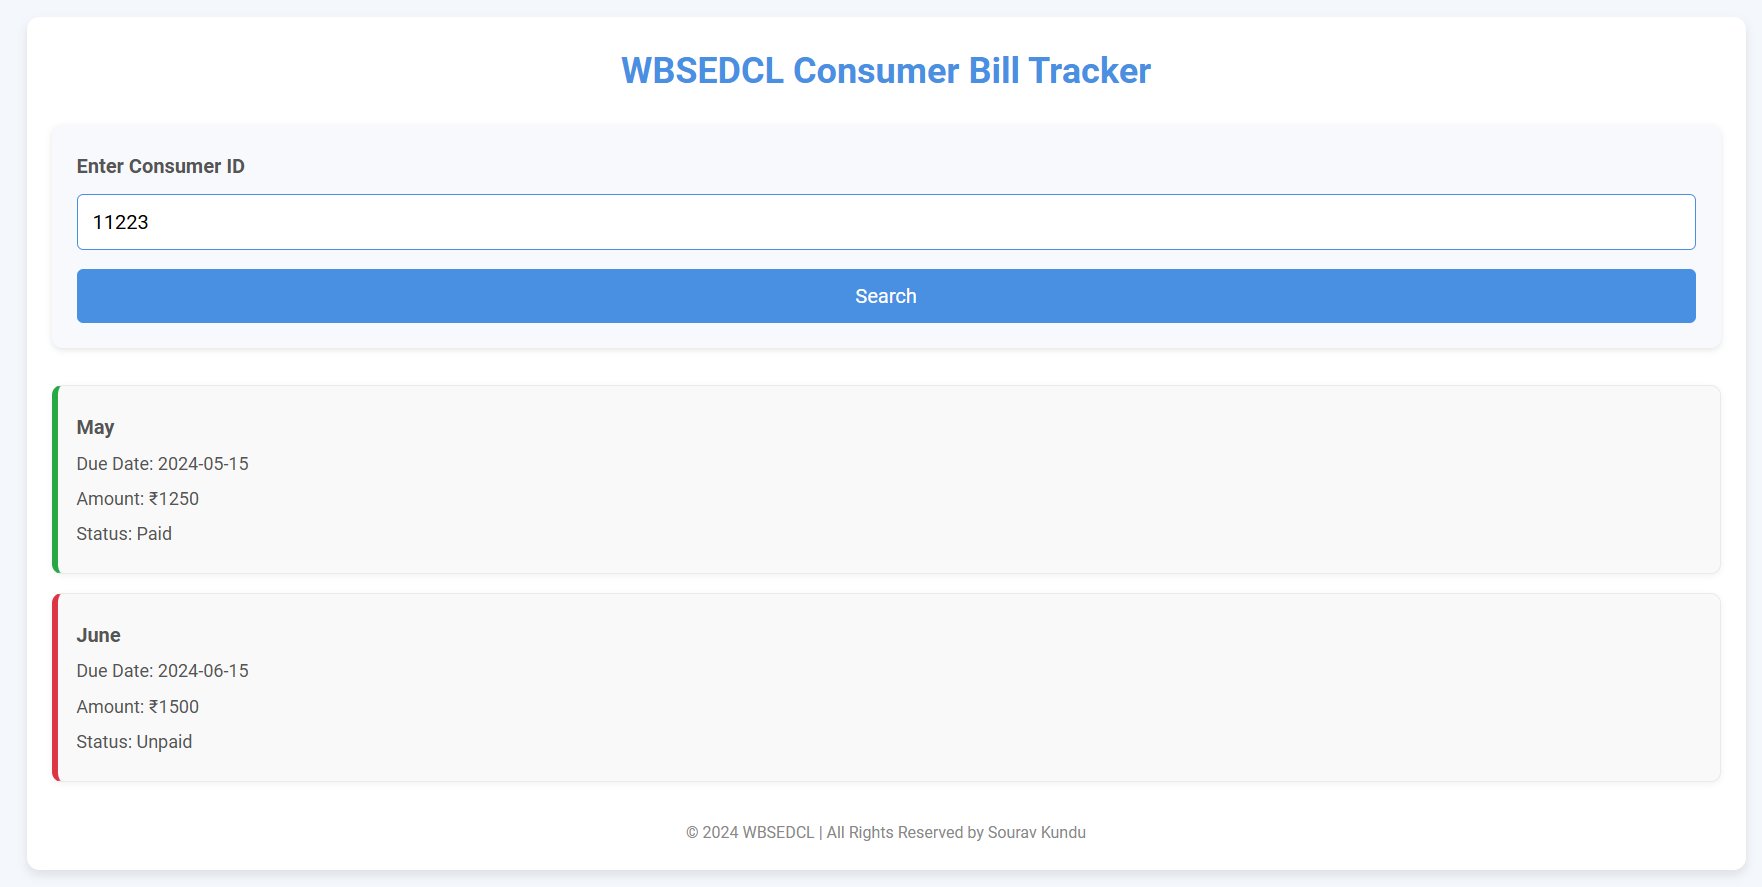 WBSEDCL Consumer Bill Tracker
Enter Consumer ID
11223
Search
May
Due Date: 2024-05-15
Amount: ₹1250
Status: Paid
June
Due Date: 2024-06-15
Amount: ₹1500
Status: Unpaid
© 2024 WBSEDCL | All Rights Reserved by Sourav Kundu